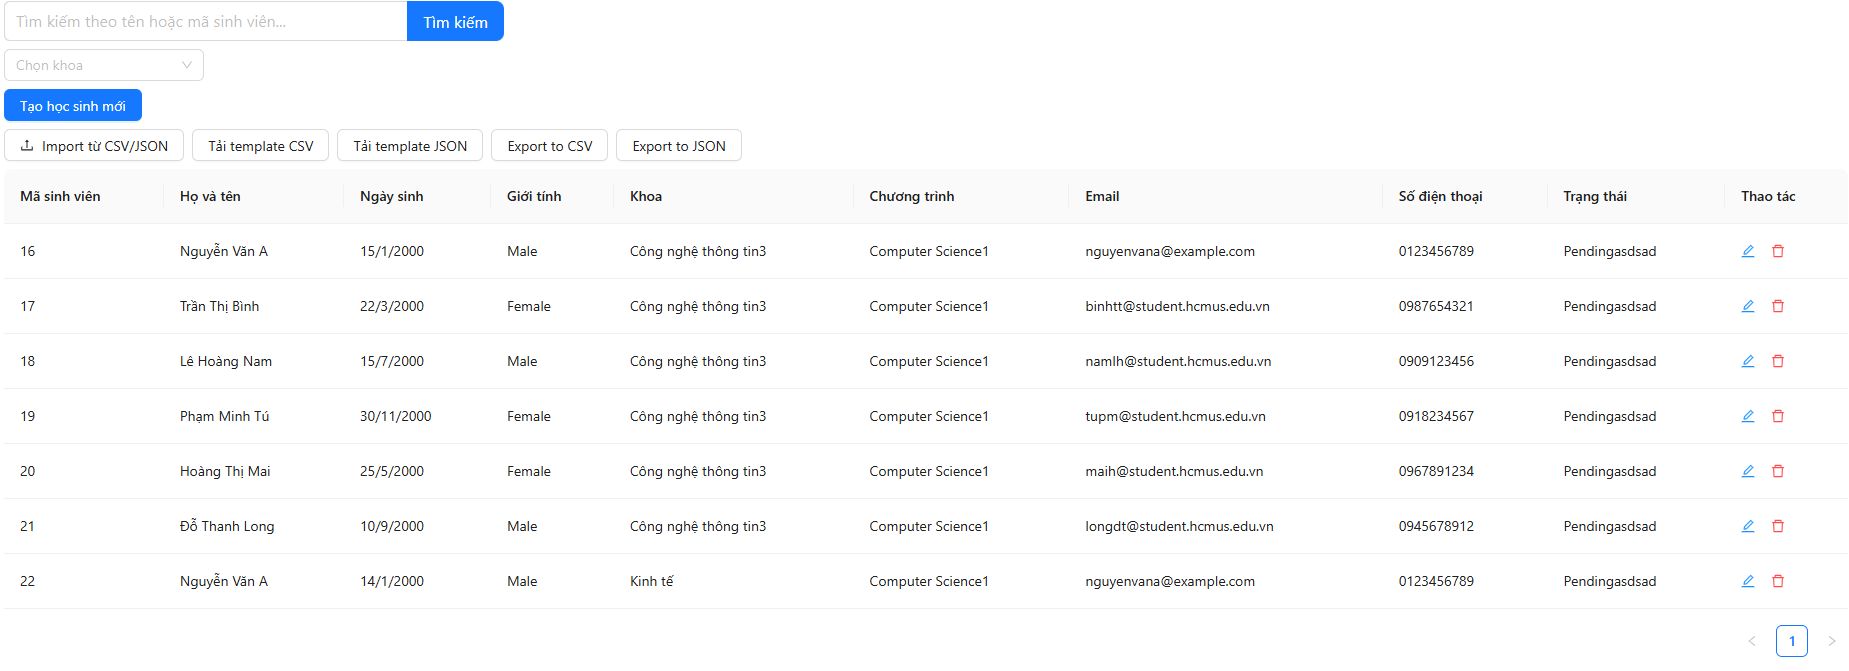 Tìm kiếm theo tên hoặc mã sinh viên... Tìm kiếm
Chọn khoa
Tạo học sinh mới
Import từ CSV/JSON Tải template CSV Tải template JSON Export to CSV Export to JSON
Mã sinh viên Họ và tên Ngày sinh Giới tính Khoa Chương trình Email Số điện thoại Trạng thái Thao tác
16 Nguyễn Văn A 15/1/2000 Male Công nghệ thông tin3 Computer Science1 nguyenvana@example.com 0123456789 Pendingasdsad
17 Trần Thị Bình 22/3/2000 Female Công nghệ thông tin3 Computer Science1 binhtt@student.hcmus.edu.vn 0987654321 Pendingasdsad
18 Lê Hoàng Nam 15/7/2000 Male Công nghệ thông tin3 Computer Science1 namlh@student.hcmus.edu.vn 0909123456 Pendingasdsad
19 Phạm Minh Tú 30/11/2000 Female Công nghệ thông tin3 Computer Science1 tupm@student.hcmus.edu.vn 0918234567 Pendingasdsad
20 Hoàng Thị Mai 25/5/2000 Female Công nghệ thông tin3 Computer Science1 maih@student.hcmus.edu.vn 0967891234 Pendingasdsad
21 Đỗ Thanh Long 10/9/2000 Male Công nghệ thông tin3 Computer Science1 longdt@student.hcmus.edu.vn 0945678912 Pendingasdsad
22 Nguyễn Văn A 14/1/2000 Male Kinh tế Computer Science1 nguyenvana@example.com 0123456789 Pendingasdsad
1